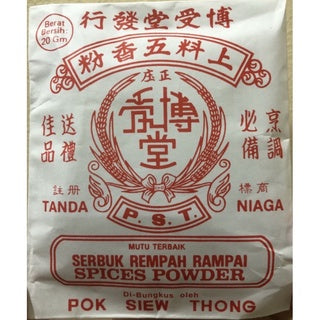 行發堂受博
Berat
Bersih:
20 Gm
粉香五料上
正庄
佳品
送禮
博受堂
必備
烹調
註冊
標商
TANDA
NIAGA
P. S. T.
MUTU TERBAIK
SERBUK REMPAH RAMPAI
SPICES POWDER
Di-Bungkus oleh
POK SIEW THONG